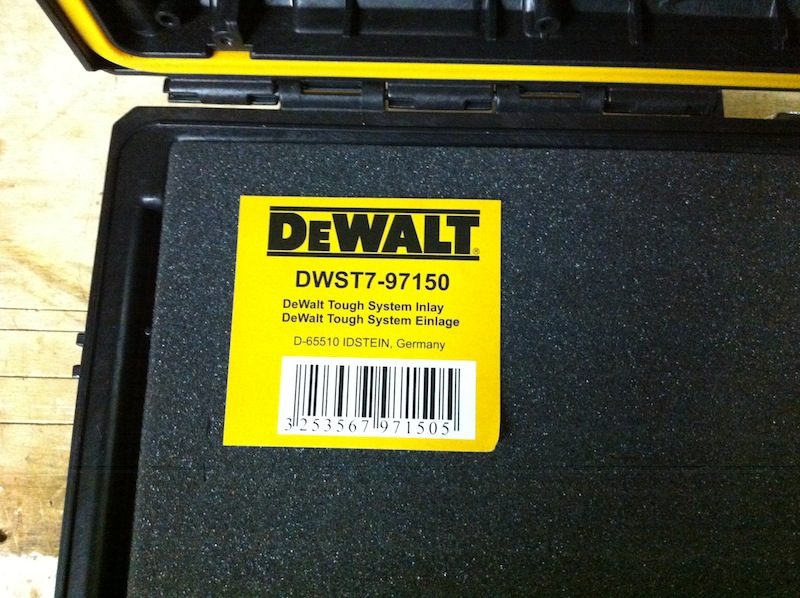 DEWALT®
DWST7-97150
DeWalt Tough System Inlay
DeWalt Tough System Einlage
D-65510 IDSTEIN, Germany
3 253567 971505